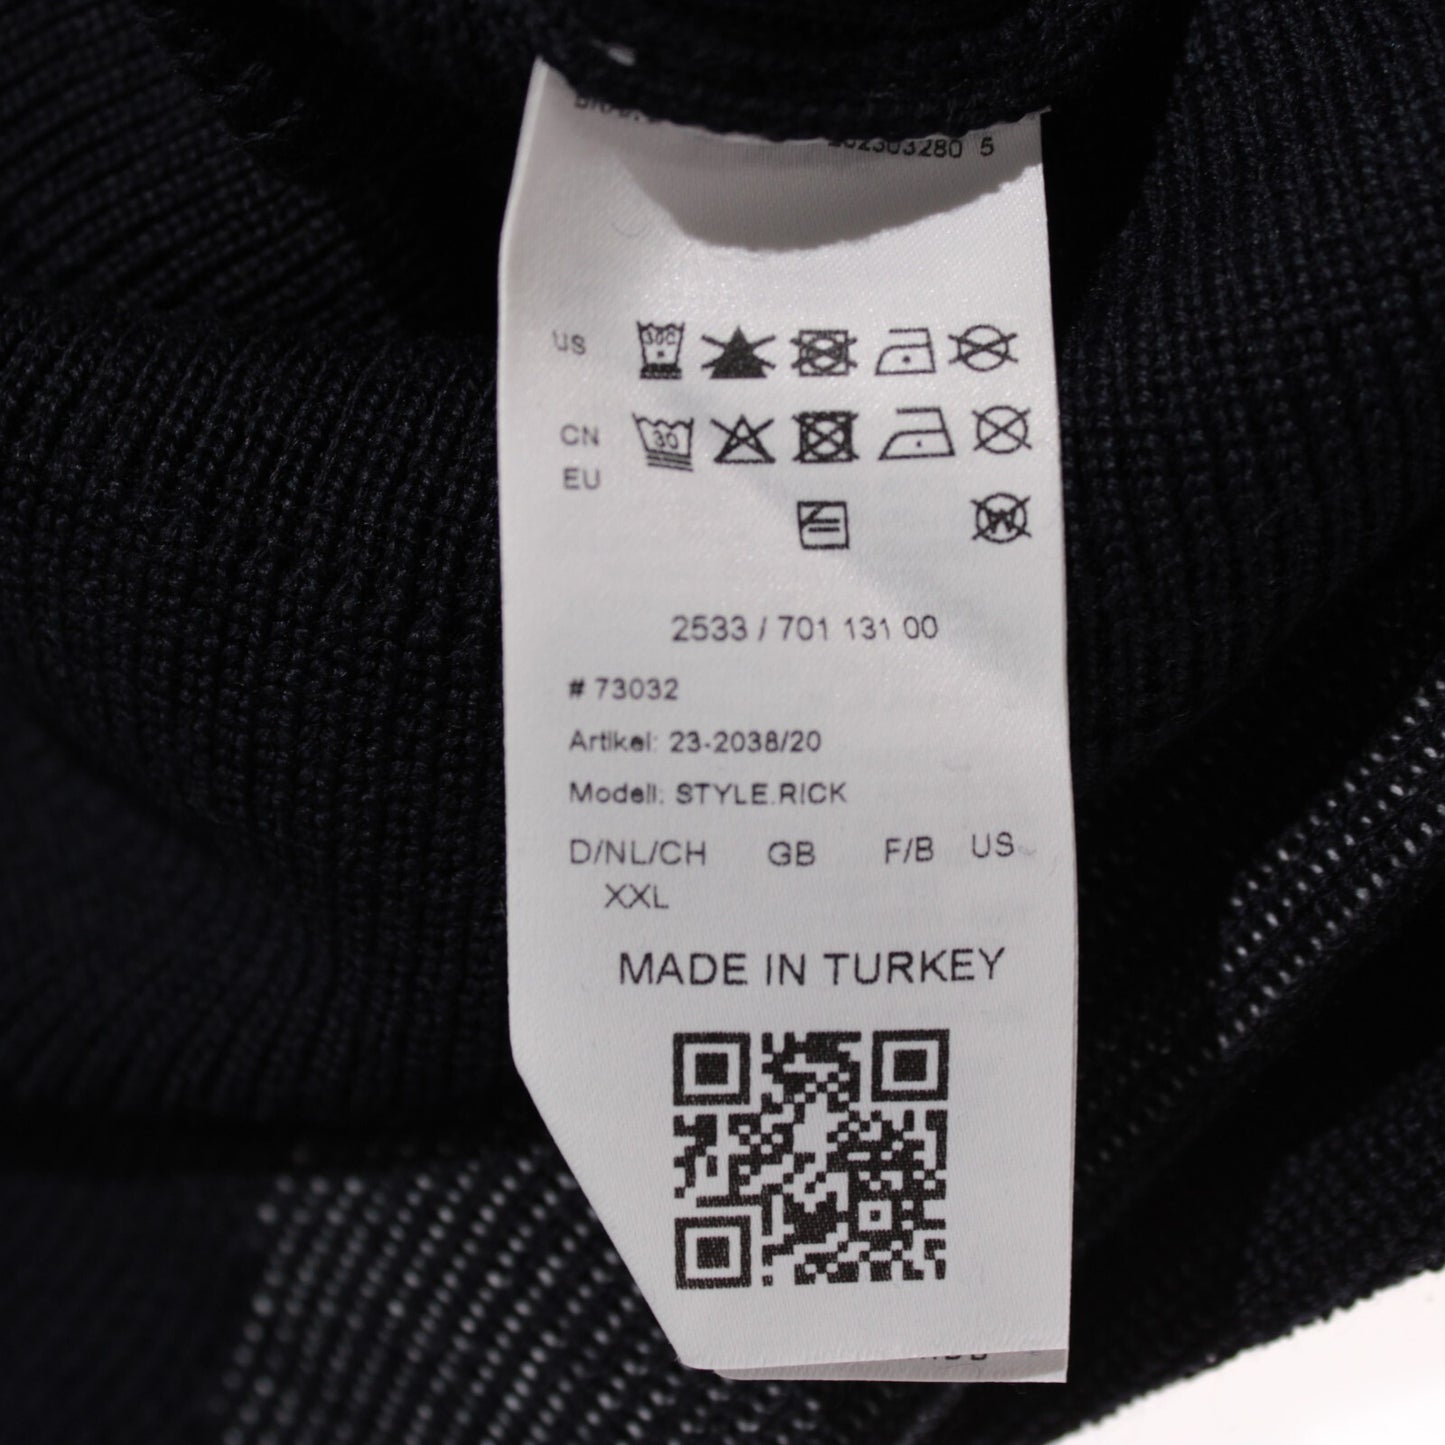 US 30C
CN 30
EU
W
2533 / 701 131 00
# 73032
Artikel: 23-2038/20
Modell: STYLE.RICK
D/NL/CH GB F/B US
XXL
MADE IN TURKEY